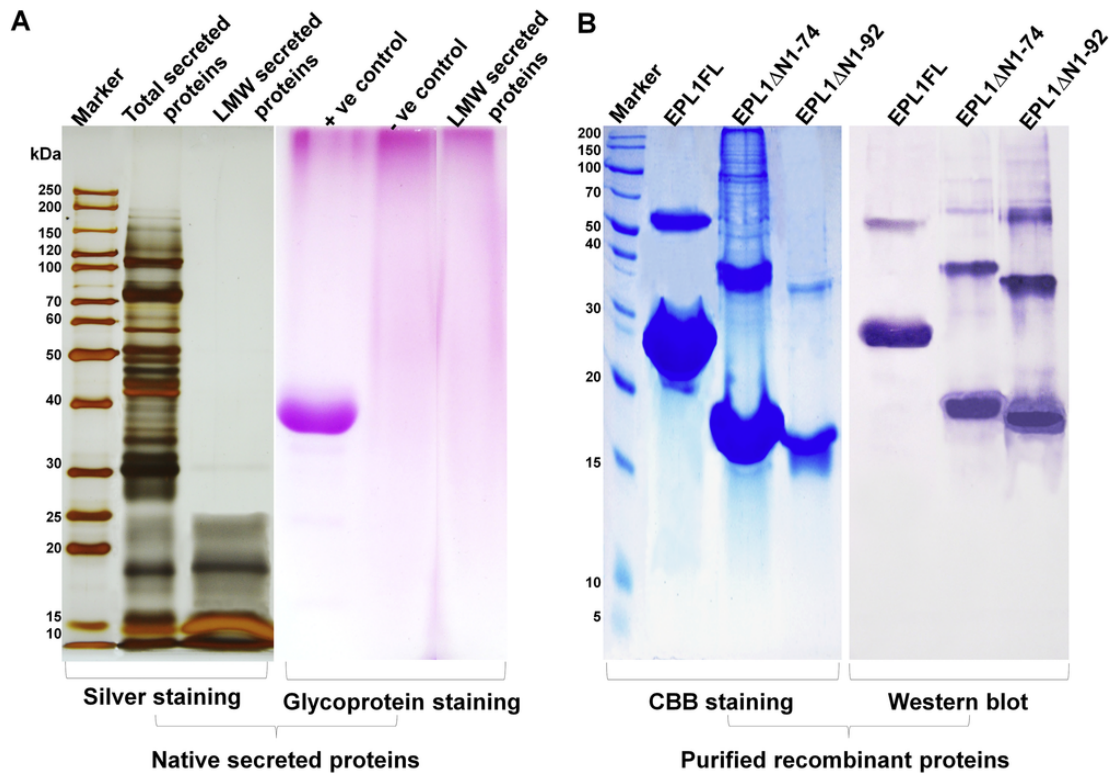 A
Marker
Total secreted
proteins
LMW secreted
proteins
+ ve control
- ve control
LMW secreted
proteins
kDa
250
200
150
120
100
70
60
50
40
30
25
20
15
10
Silver staining
Glycoprotein staining
Native secreted proteins
B
Marker
EPL1FL
EPL1ΔN1-74
EPL1ΔN1-92
EPL1FL
EPL1ΔN1-74
EPL1ΔN1-92
200
150
100
70
50
40
30
20
15
10
5
CBB staining
Western blot
Purified recombinant proteins